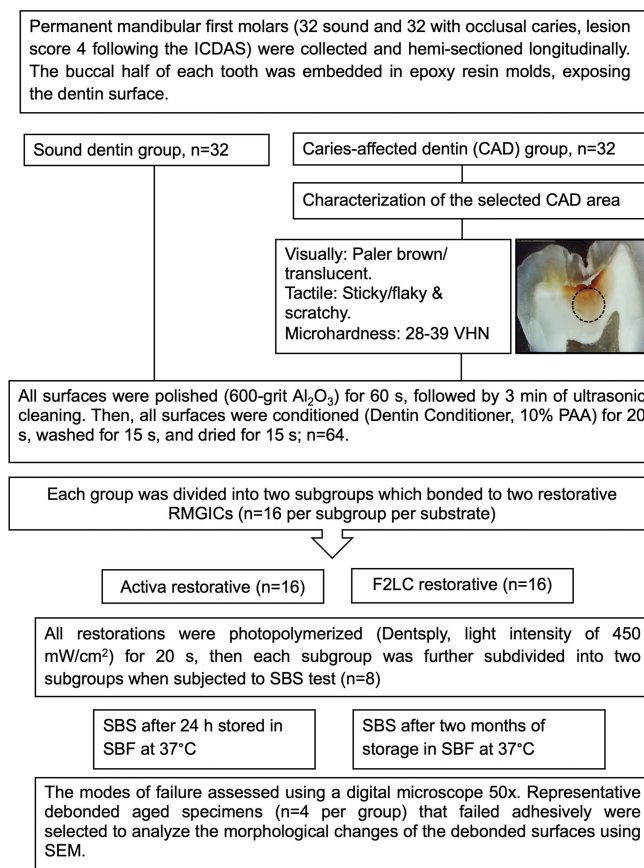 Permanent mandibular first molars (32 sound and 32 with occlusal caries, lesion
score 4 following the ICDAS) were collected and hemi-sectioned longitudinally.
The buccal half of each tooth was embedded in epoxy resin molds, exposing
the dentin surface.
Sound dentin group, n=32
Caries-affected dentin (CAD) group, n=32
Characterization of the selected CAD area
Visually: Paler brown/
translucent.
Tactile: Sticky/flaky &
scratchy.
Microhardness: 28-39 VHN
All surfaces were polished (600-grit Al₂O₃) for 60 s, followed by 3 min of ultrasonic
cleaning. Then, all surfaces were conditioned (Dentin Conditioner, 10% PAA) for 20
s, washed for 15 s, and dried for 15 s; n=64.
Each group was divided into two subgroups which bonded to two restorative
RMGICs (n=16 per subgroup per substrate)
Activa restorative (n=16)
F2LC restorative (n=16)
All restorations were photopolymerized (Dentsply, light intensity of 450
mW/cm²) for 20 s, then each subgroup was further subdivided into two
subgroups when subjected to SBS test (n=8)
SBS after 24 h stored in
SBF at 37°C
SBS after two months of
storage in SBF at 37°C
The modes of failure assessed using a digital microscope 50x. Representative
debonded aged specimens (n=4 per group) that failed adhesively were
selected to analyze the morphological changes of the debonded surfaces using
SEM.